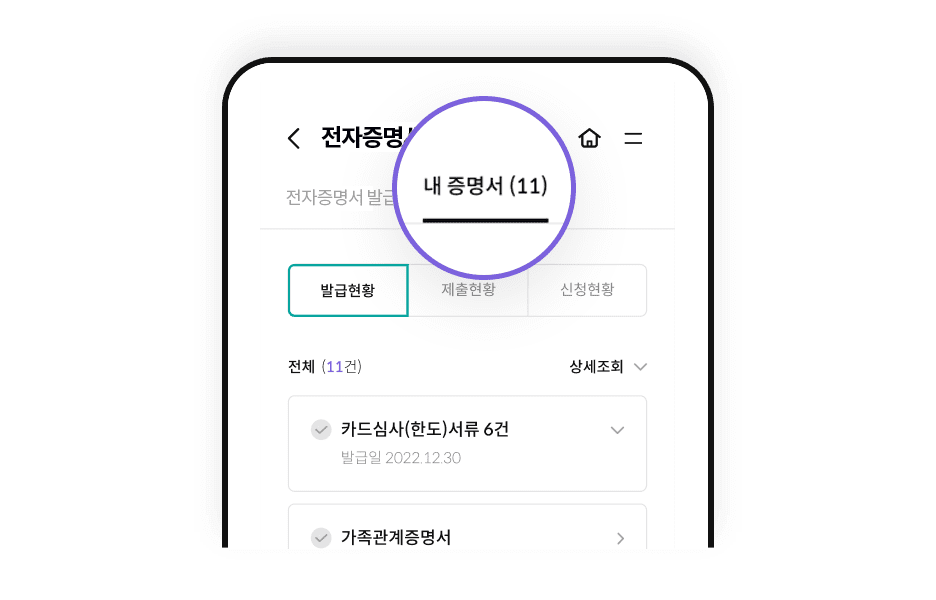 전자증명
전자증명서 발급
내 증명서 (11)
발급현황
제출현황
신청현황
전체 (11건)
상세조회
카드심사(한도)서류 6건
발급일 2022.12.30
가족관계증명서